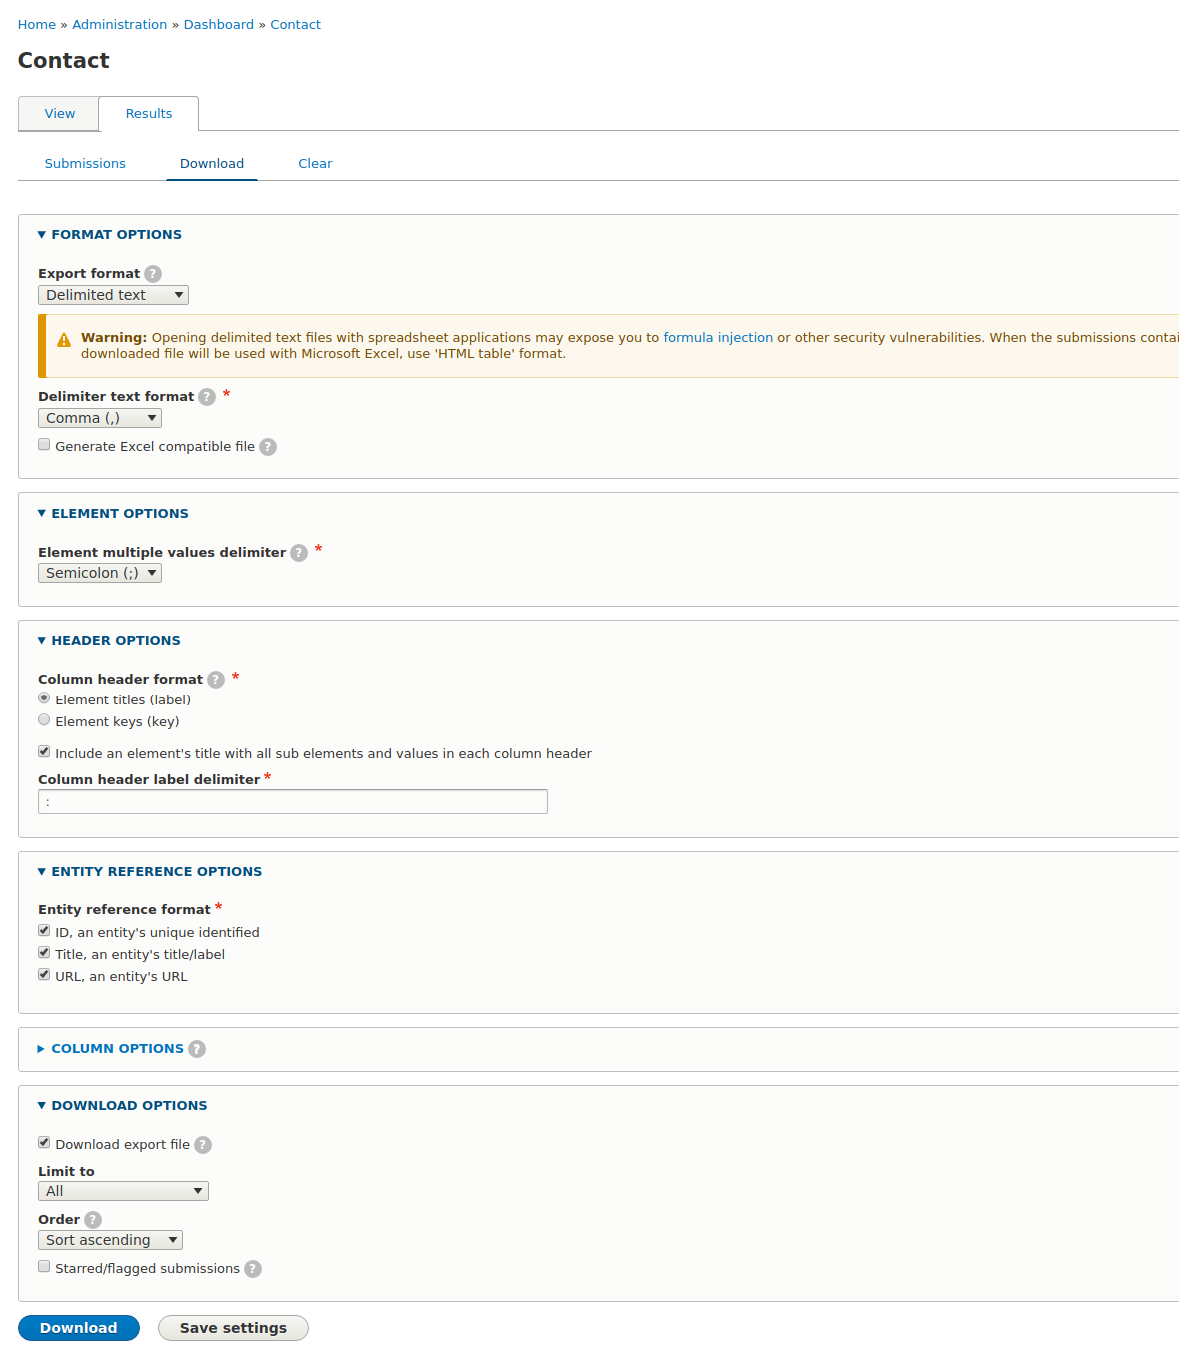 Home » Administration » Dashboard » Contact
Contact
View
Results
Submissions
Download
Clear
FORMAT OPTIONS
Export format ?
Delimited text
Warning: Opening delimited text files with spreadsheet applications may expose you to formula injection or other security vulnerabilities. When the submissions
downloaded file will be used with Microsoft Excel, use 'HTML table' format.
Delimiter text format ? *
Comma (,)
Generate Excel compatible file ?
ELEMENT OPTIONS
Element multiple values delimiter ? *
Semicolon (;)
HEADER OPTIONS
Column header format ? *
Element titles (label)
Element keys (key)
Include an element's title with all sub elements and values in each column header
Column header label delimiter *
:
ENTITY REFERENCE OPTIONS
Entity reference format *
ID, an entity's unique identified
Title, an entity's title/label
URL, an entity's URL
COLUMN OPTIONS ?
DOWNLOAD OPTIONS
Download export file ?
Limit to
All
Order ?
Sort ascending
Starred/flagged submissions ?
Download
Save settings